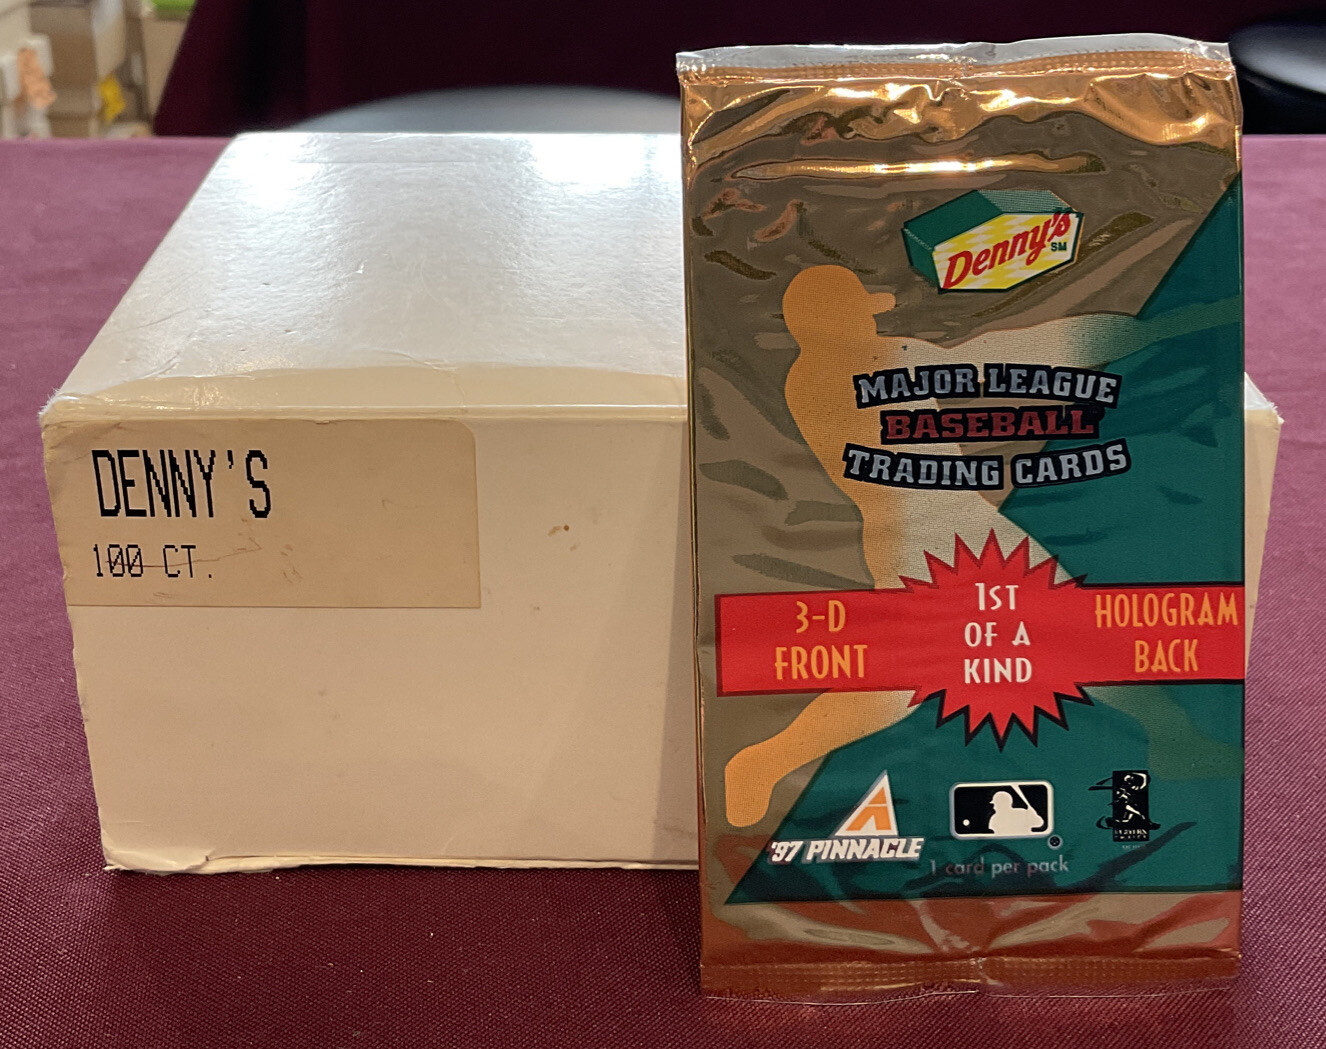 DENNY'S
100 CT.
Denny's
SM
MAJOR LEAGUE
BASEBALL
TRADING CARDS
3-D
FRONT
1ST
OF A
KIND
HOLOGRAM
BACK
'97 PINNACLE
1 card per pack